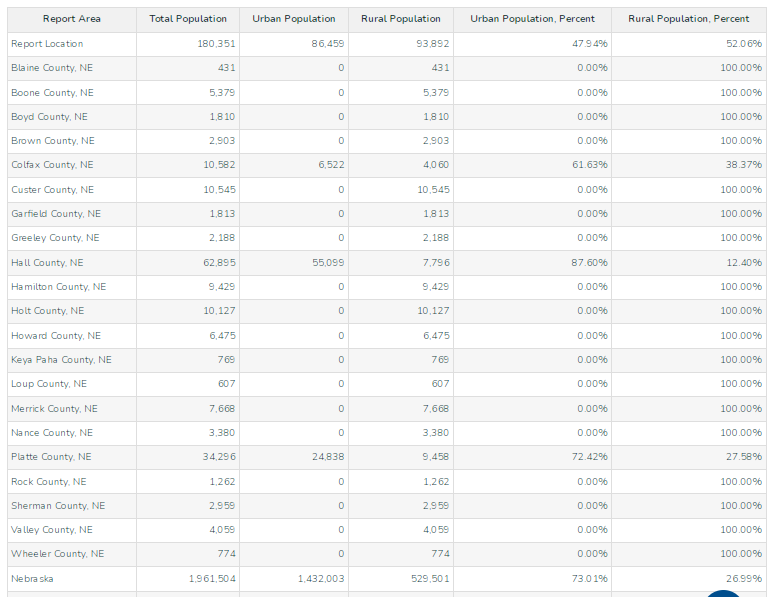 Report Area Total Population Urban Population Rural Population Urban Population, Percent Rural Population, Percent
Report Location 180,351 86,459 93,892 47.94% 52.06%
Blaine County, NE 431 0 431 0.00% 100.00%
Boone County, NE 5,379 0 5,379 0.00% 100.00%
Boyd County, NE 1,810 0 1,810 0.00% 100.00%
Brown County, NE 2,903 0 2,903 0.00% 100.00%
Colfax County, NE 10,582 6,522 4,060 61.63% 38.37%
Custer County, NE 10,545 0 10,545 0.00% 100.00%
Garfield County, NE 1,813 0 1,813 0.00% 100.00%
Greeley County, NE 2,188 0 2,188 0.00% 100.00%
Hall County, NE 62,895 55,099 7,796 87.60% 12.40%
Hamilton County, NE 9,429 0 9,429 0.00% 100.00%
Holt County, NE 10,127 0 10,127 0.00% 100.00%
Howard County, NE 6,475 0 6,475 0.00% 100.00%
Keya Paha County, NE 769 0 769 0.00% 100.00%
Loup County, NE 607 0 607 0.00% 100.00%
Merrick County, NE 7,668 0 7,668 0.00% 100.00%
Nance County, NE 3,380 0 3,380 0.00% 100.00%
Platte County, NE 34,296 24,838 9,458 72.42% 27.58%
Rock County, NE 1,262 0 1,262 0.00% 100.00%
Sherman County, NE 2,959 0 2,959 0.00% 100.00%
Valley County, NE 4,059 0 4,059 0.00% 100.00%
Wheeler County, NE 774 0 774 0.00% 100.00%
Nebraska 1,961,504 1,432,003 529,501 73.01% 26.99%